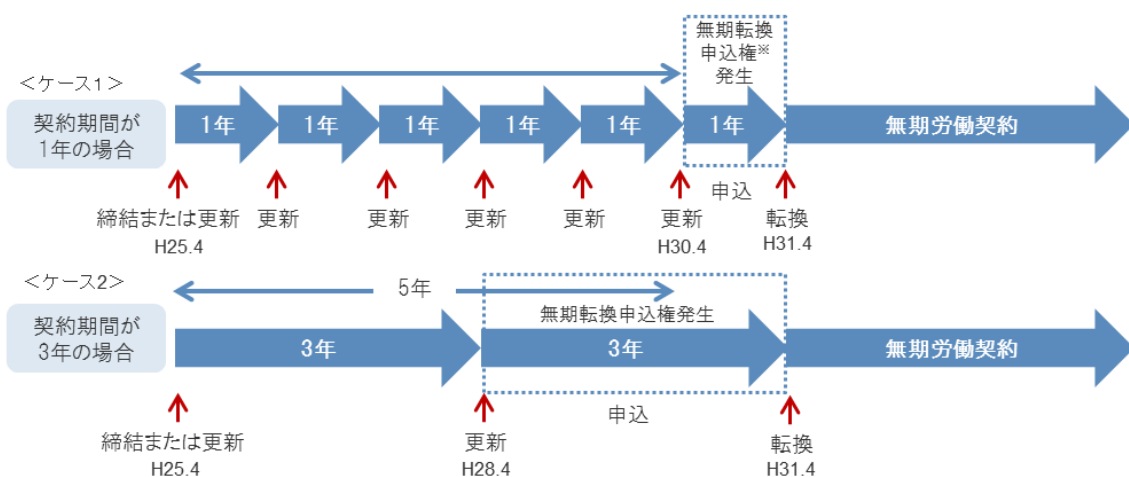 無期転換
申込権※
発生
＜ケース1＞
契約期間が
1年の場合
1年 1年 1年 1年 1年 1年 無期労働契約
申込
締結または更新 更新 更新 更新 更新 更新 転換
H25.4 H30.4 H31.4
＜ケース2＞
5年
無期転換申込権発生
契約期間が
3年の場合
3年 3年 無期労働契約
申込
締結または更新 更新 転換
H25.4 H28.4 H31.4